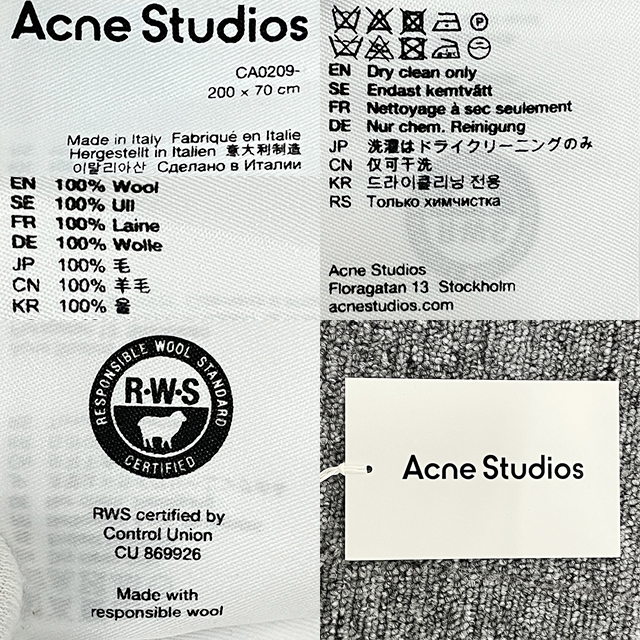 Acne Studios
CA0209-
200 × 70 cm
Made in Italy Fabriqué en Italie
Hergestellt in Italien 意大利制造
이탈리아산 Сделано в Италии
EN 100% Wool
SE 100% Ull
FR 100% Laine
DE 100% Wolle
JP 100% 毛
CN 100% 羊毛
KR 100% 울
P
EN Dry clean only
SE Endast kemtvätt
FR Nettoyage à sec seulement
DE Nur chem. Reinigung
JP 洗濯はドライクリーニングのみ
CN 仅可干洗
KR 드라이클리닝 전용
RS Только химчистка
Acne Studios
Floragatan 13 Stockholm
acnestudios.com
RESPONSIBLE WOOL STANDARD
R·W·S
CERTIFIED
RWS certified by
Control Union
CU 869926
Made with
responsible wool
Acne Studios